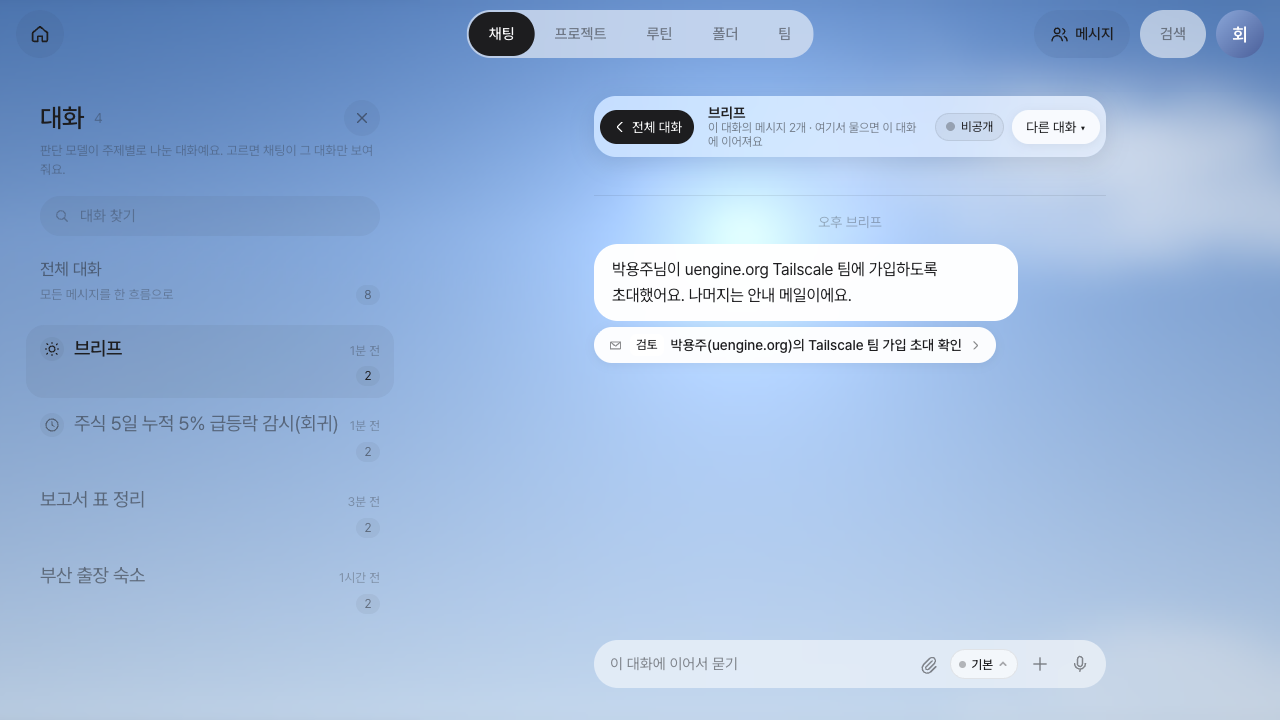 채팅
프로젝트
루틴
폴더
팀
메시지
검색
회
대화 4
판단 모델이 주제별로 나눈 대화예요. 고르면 채팅이 그 대화만 보여
줘요.
대화 찾기
전체 대화
모든 메시지를 한 흐름으로 8
브리프 1분 전
2
주식 5일 누적 5% 급등락 감시(회귀) 1분 전
2
보고서 표 정리 3분 전
2
부산 출장 숙소 1시간 전
2
전체 대화
브리프
이 대화의 메시지 2개 · 여기서 물으면 이 대화
에 이어져요
비공개
다른 대화
오후 브리프
박용주님이 uengine.org Tailscale 팀에 가입하도록
초대했어요. 나머지는 안내 메일이에요.
검토 박용주(uengine.org)의 Tailscale 팀 가입 초대 확인
이 대화에 이어서 묻기
기본